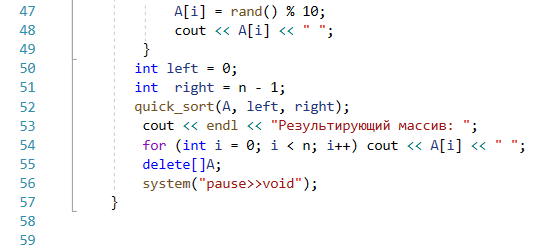 47 A[i] = rand() % 10;
48 cout << A[i] << " ";
49 }
50 int left = 0;
51 int  right = n - 1;
52 quick_sort(A, left, right);
53 cout << endl << "Результирующий массив: ";
54 for (int i = 0; i < n; i++) cout << A[i] << " ";
55 delete[]A;
56 system("pause>>void");
57 }
58
59